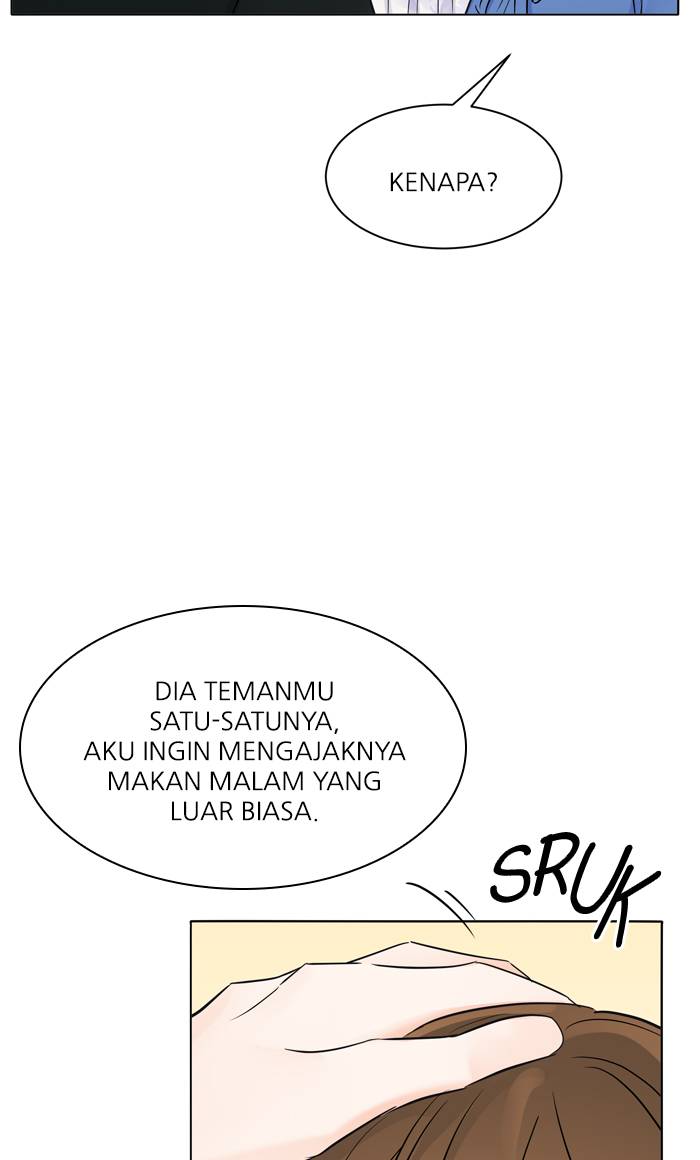 KENAPA?
DIA TEMANMU
SATU-SATUNYA,
AKU INGIN MENGAJAKNYA
MAKAN MALAM YANG
LUAR BIASA.
SRUK